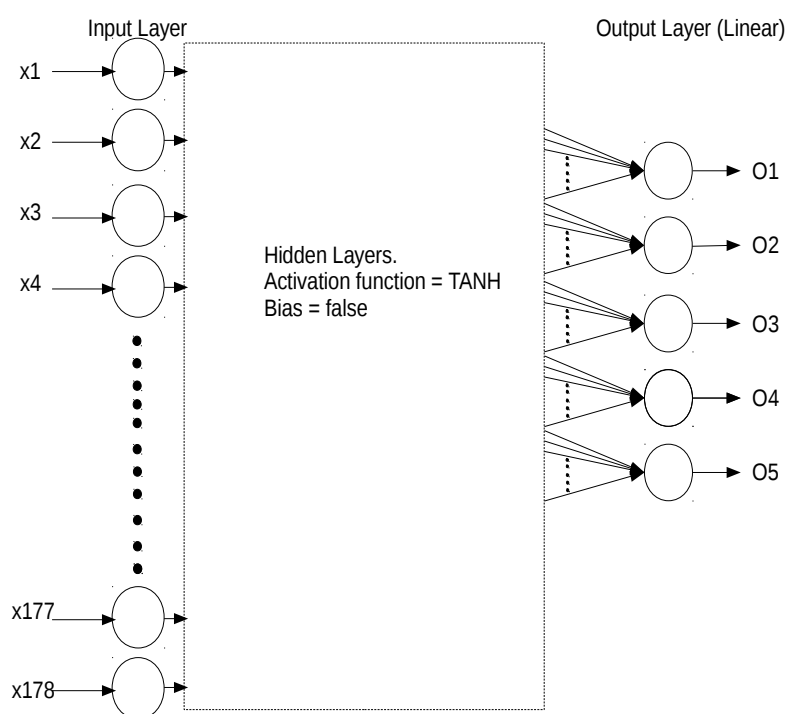 Input Layer
Output Layer (Linear)
x1
x2
x3
x4
Hidden Layers.
Activation function = TANH
Bias = false
O1
O2
O3
O4
O5
x177
x178